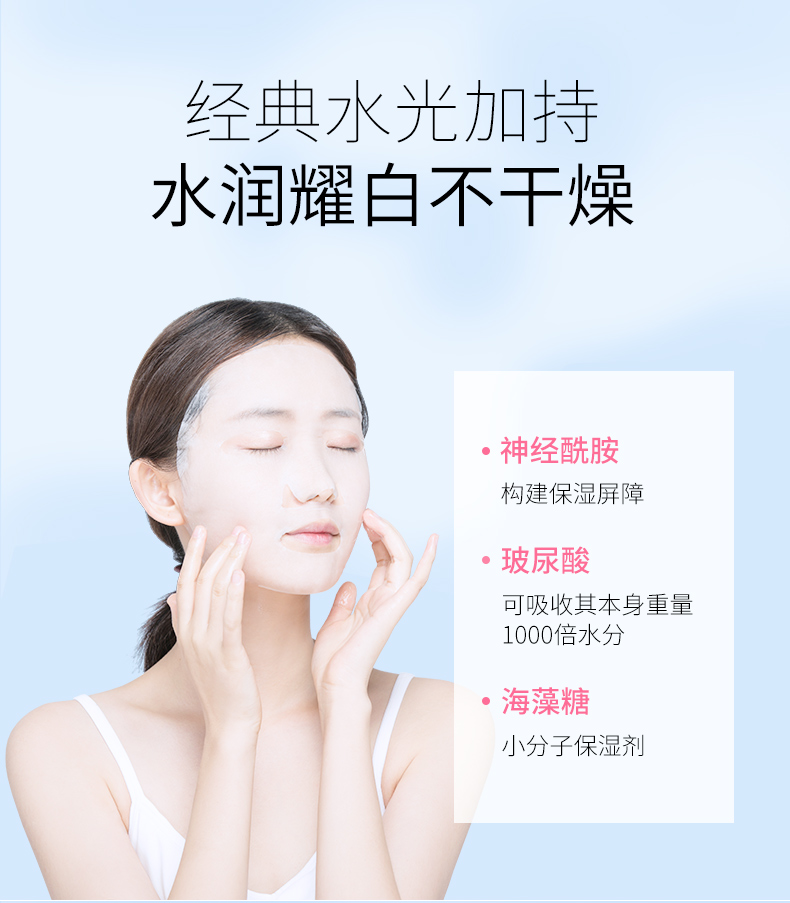 经典水光加持
水润耀白不干燥
• 神经酰胺
构建保湿屏障
• 玻尿酸
可吸收其本身重量
1000倍水分
• 海藻糖
小分子保湿剂